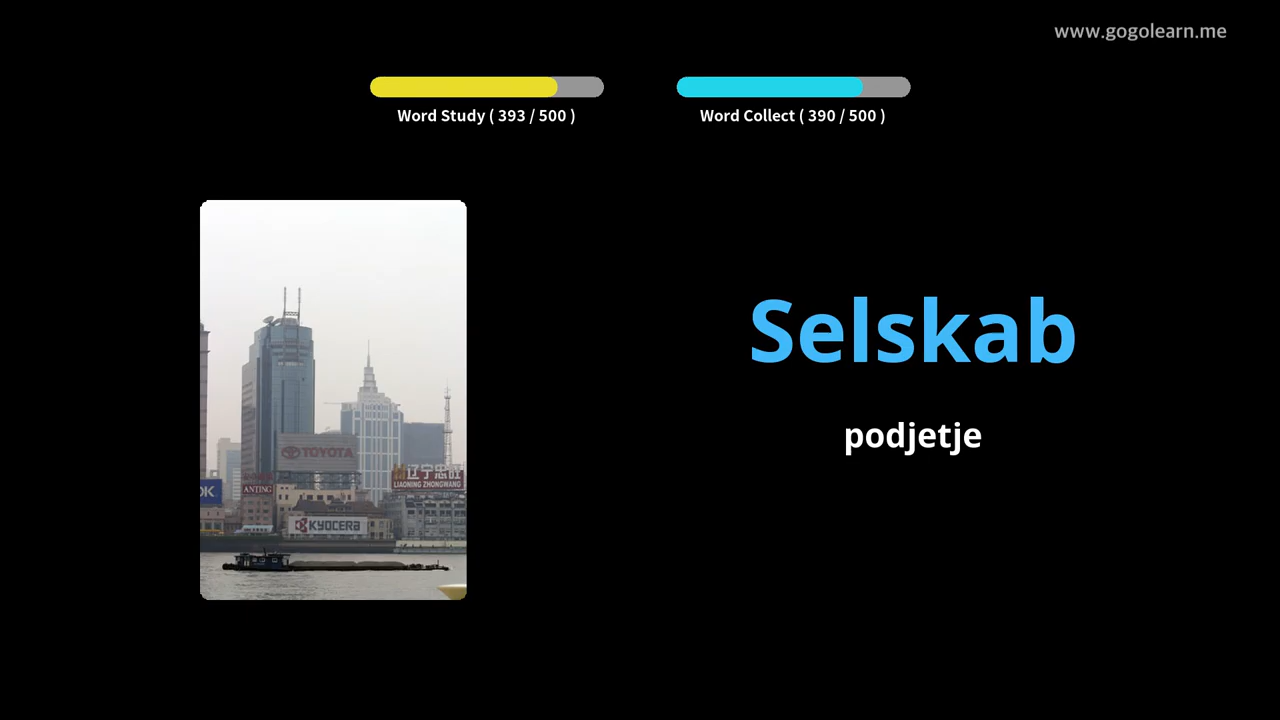 www.gogolearn.me
Word Study ( 393 / 500 )
Word Collect ( 390 / 500 )
Selskab
podjetje
TOYOTA
辽宁忠旺
LIAONING ZHONGWANG
OK
ANTING
KYOCERA